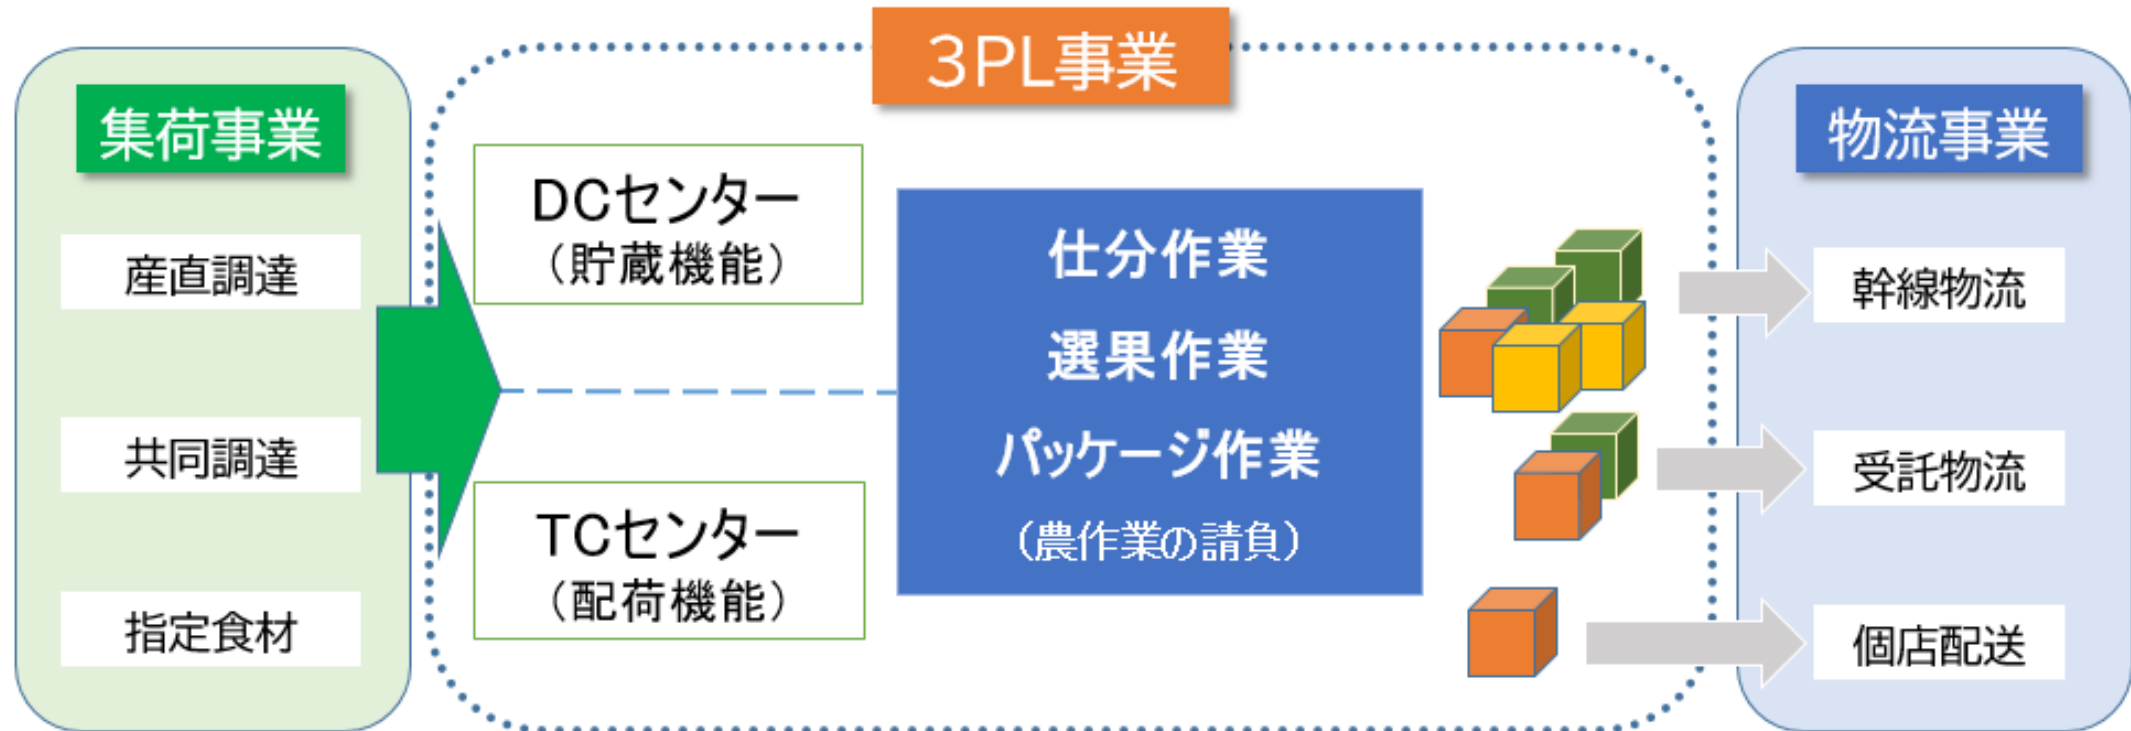 3PL事業
集荷事業
産直調達
共同調達
指定食材
DCセンター
（貯蔵機能）
TCセンター
（配荷機能）
仕分作業
選果作業
パッケージ作業
（農作業の請負）
物流事業
幹線物流
受託物流
個店配送